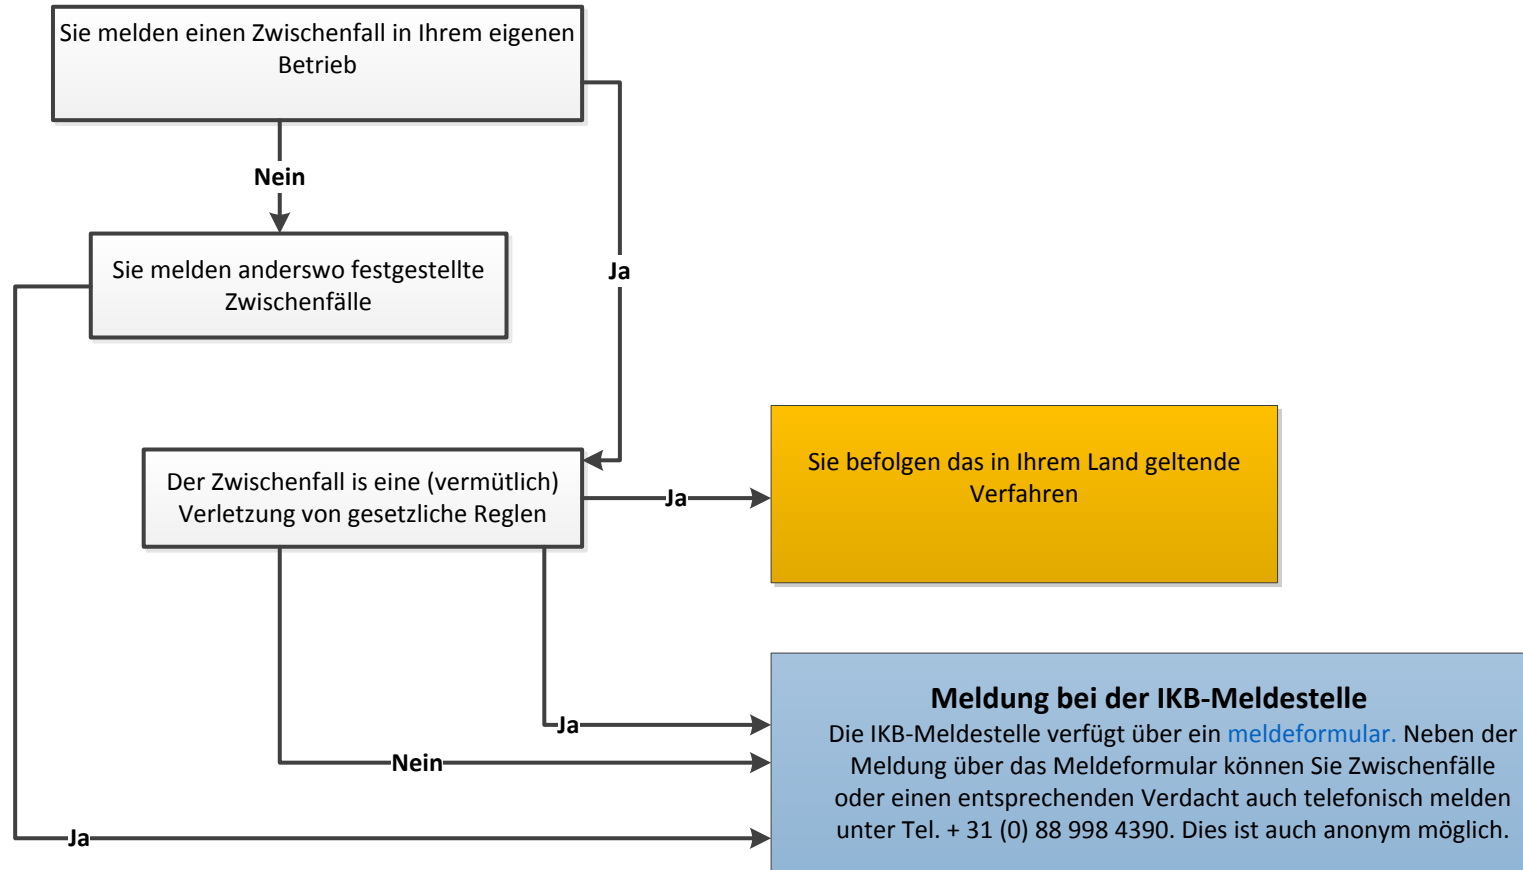 Sie melden einen Zwischenfall in Ihrem eigenen
Betrieb
Nein
Ja
Sie melden anderswo festgestellte
Zwischenfälle
Der Zwischenfall is eine (vermütlich)
Verletzung von gesetzliche Reglen
Ja
Sie befolgen das in Ihrem Land geltende
Verfahren
Ja
Nein
Ja
Meldung bei der IKB-Meldestelle
Die IKB-Meldestelle verfügt über ein meldeformular. Neben der
Meldung über das Meldeformular können Sie Zwischenfälle
oder einen entsprechenden Verdacht auch telefonisch melden
unter Tel. + 31 (0) 88 998 4390. Dies ist auch anonym möglich.